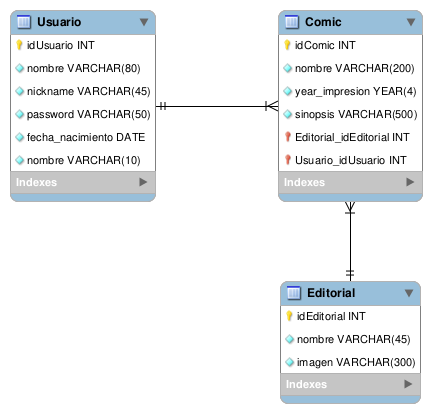 Usuario
idUsuario INT
nombre VARCHAR(80)
nickname VARCHAR(45)
password VARCHAR(50)
fecha_nacimiento DATE
nombre VARCHAR(10)
Indexes
Comic
idComic INT
nombre VARCHAR(200)
year_impresion YEAR(4)
sinopsis VARCHAR(500)
Editorial_idEditorial INT
Usuario_idUsuario INT
Indexes
Editorial
idEditorial INT
nombre VARCHAR(45)
imagen VARCHAR(300)
Indexes